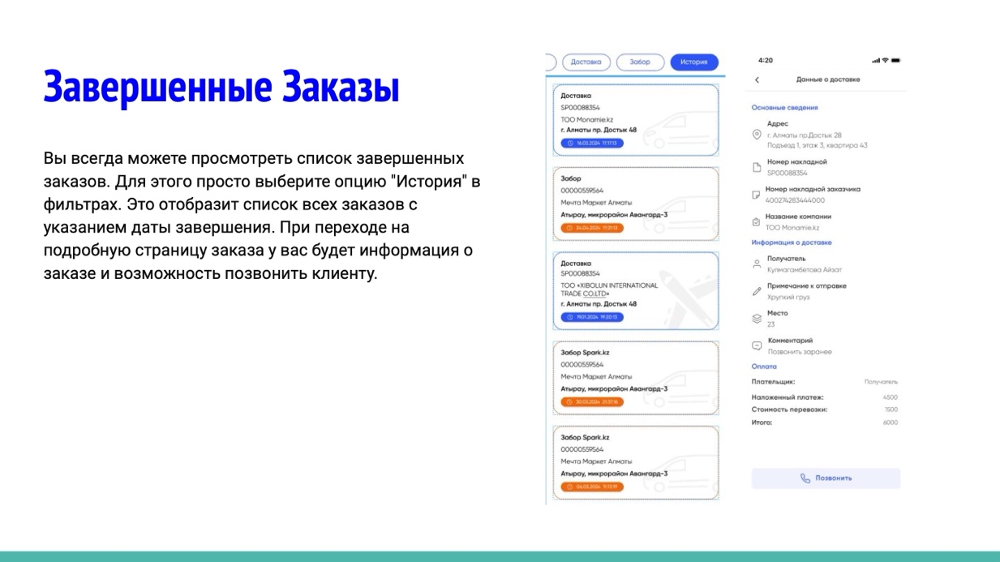 Завершенные Заказы
Вы всегда можете просмотреть список завершенных
заказов. Для этого просто выберите опцию "История" в
фильтрах. Это отобразит список всех заказов с
указанием даты завершения. При переходе на
подробную страницу заказа у вас будет информация о
заказе и возможность позвонить клиенту.
Доставка
Забор
История
Доставка
SP00088354
ТОО Monamie.kz
г. Алматы пр. Достык 48
16.03.2024 17:17:13
Забор
00000559564
Мечта Маркет Алматы
Атырау, микрорайон Авангард-3
24.04.2024 11:21:13
Доставка
SP00088354
ТОО «XIBOLUN INTERNATIONAL
TRADE CO.LTD»
г. Алматы пр. Достык 48
19.01.2024 19:20:13
Забор Spark.kz
00000559564
Мечта Маркет Алматы
Атырау, микрорайон Авангард-3
30.03.2024 21:37:16
Забор Spark.kz
00000559564
Мечта Маркет Алматы
Атырау, микрорайон Авангард-3
04:20
Данные о доставке
Основные сведения
Адрес
г. Алматы пр.Достык 28
Подъезд 1, этаж 3, квартира 43
Номер накладной
SP00088354
Номер накладной заказчика
400274283444000
Название компании
ТОО Monamie.kz
Информация о доставке
Получатель
Кулмагамбетова Айзат
Примечание к отправке
Хрупкий груз
Место
23
Комментарий
Позвонить заранее
Оплата
Плательщик:
Получатель
Наложенный платеж:
4500
Стоимость перевозки:
1500
Итого:
6000
Позвонить